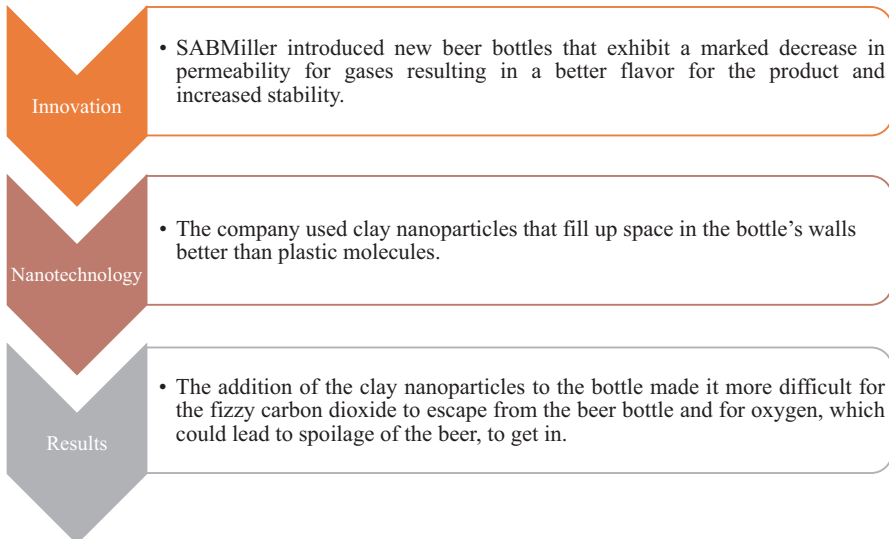 Innovation
• SABMiller introduced new beer bottles that exhibit a marked decrease in
permeability for gases resulting in a better flavor for the product and
increased stability.
Nanotechnology
• The company used clay nanoparticles that fill up space in the bottle's walls
better than plastic molecules.
Results
• The addition of the clay nanoparticles to the bottle made it more difficult for
the fizzy carbon dioxide to escape from the beer bottle and for oxygen, which
could lead to spoilage of the beer, to get in.